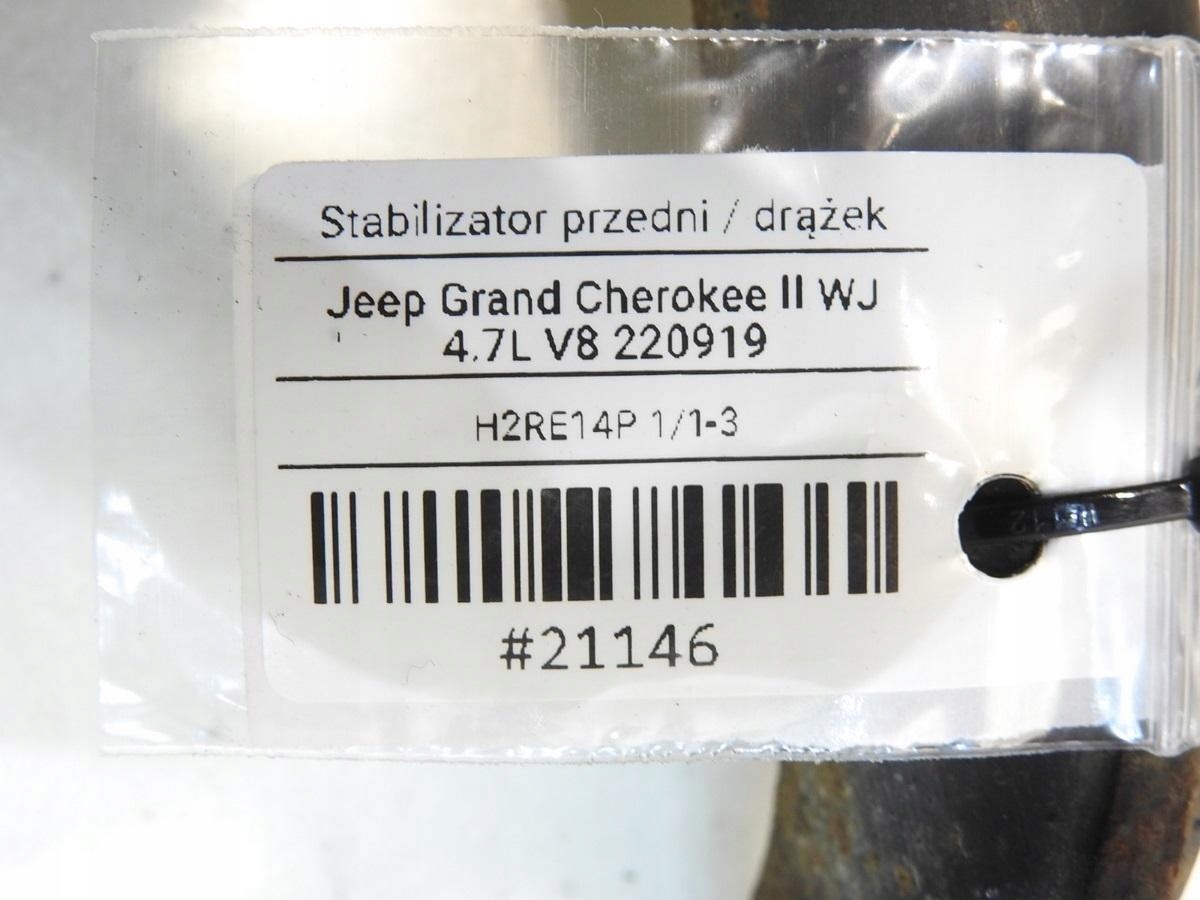 Stabilizator przedni / drążek
Jeep Grand Cherokee II WJ
4.7L V8 220919
H2RE14P 1/1-3
#21146